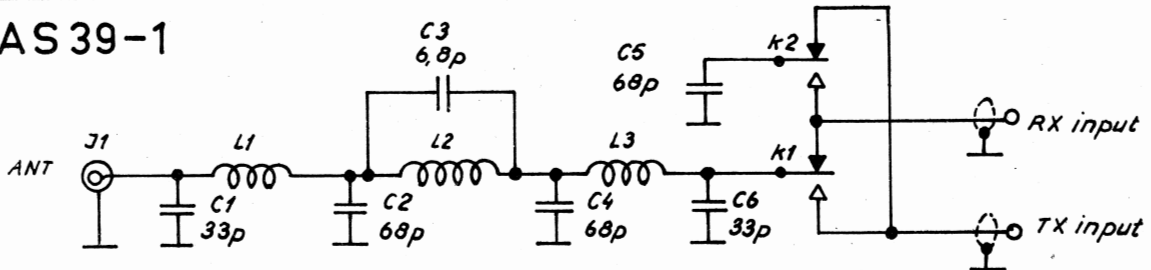 AS 39-1
C3
6,8p
C5
68p
k2
J1
ANT
L1
L2
L3
k1
RX input
C1
33p
C2
68p
C4
68p
C6
33p
TX input